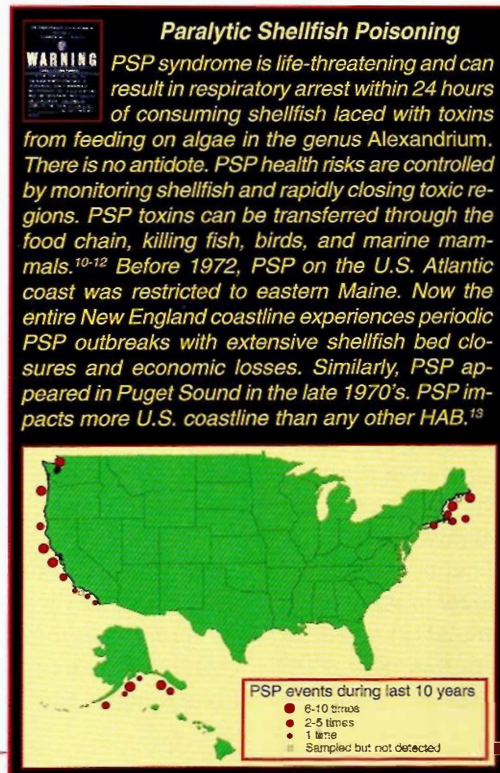 WARNING
Paralytic Shellfish Poisoning
PSP syndrome is life-threatening and can
result in respiratory arrest within 24 hours
of consuming shellfish laced with toxins
from feeding on algae in the genus Alexandrium.
There is no antidote. PSP health risks are controlled
by monitoring shellfish and rapidly closing toxic re-
gions. PSP toxins can be transferred through the
food chain, killing fish, birds, and marine mam-
mals.10-12 Before 1972, PSP on the U.S. Atlantic
coast was restricted to eastern Maine. Now the
entire New England coastline experiences periodic
PSP outbreaks with extensive shellfish bed clo-
sures and economic losses. Similarly, PSP ap-
peared in Puget Sound in the late 1970's. PSP im-
pacts more U.S. coastline than any other HAB.13
PSP events during last 10 years
6-10 times
2-5 times
1 time
Sampled but not detected